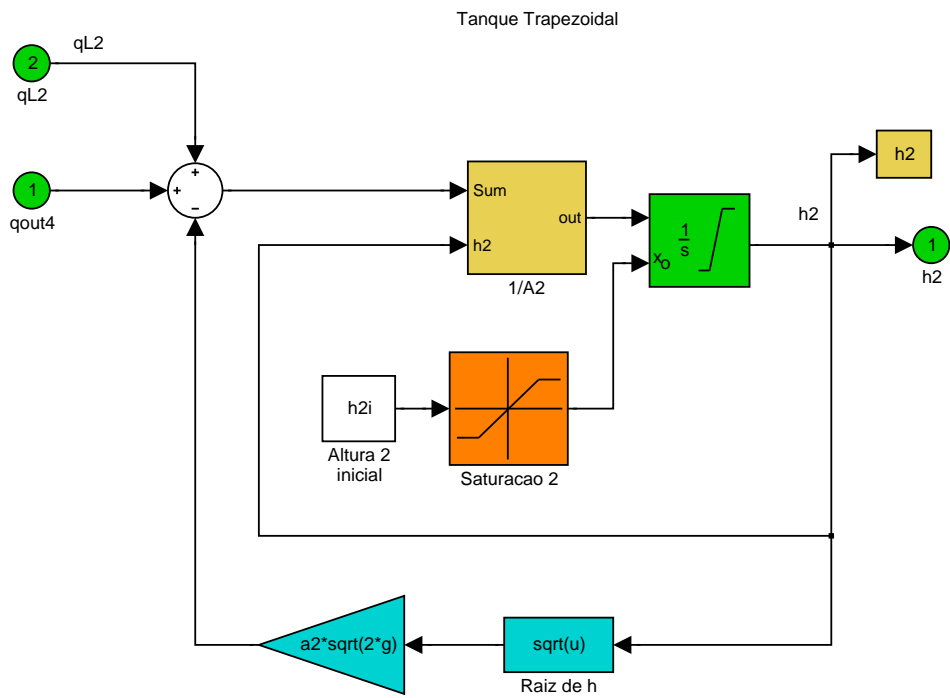 Tanque Trapezoidal
qL2
2
qL2
+
+
−
1
qout4
Sum
h2
out
1/A2
1
s
xo
h2
h2
1
h2
h2i
Altura 2
inicial
Saturacao 2
a2*sqrt(2*g)
sqrt(u)
Raiz de h